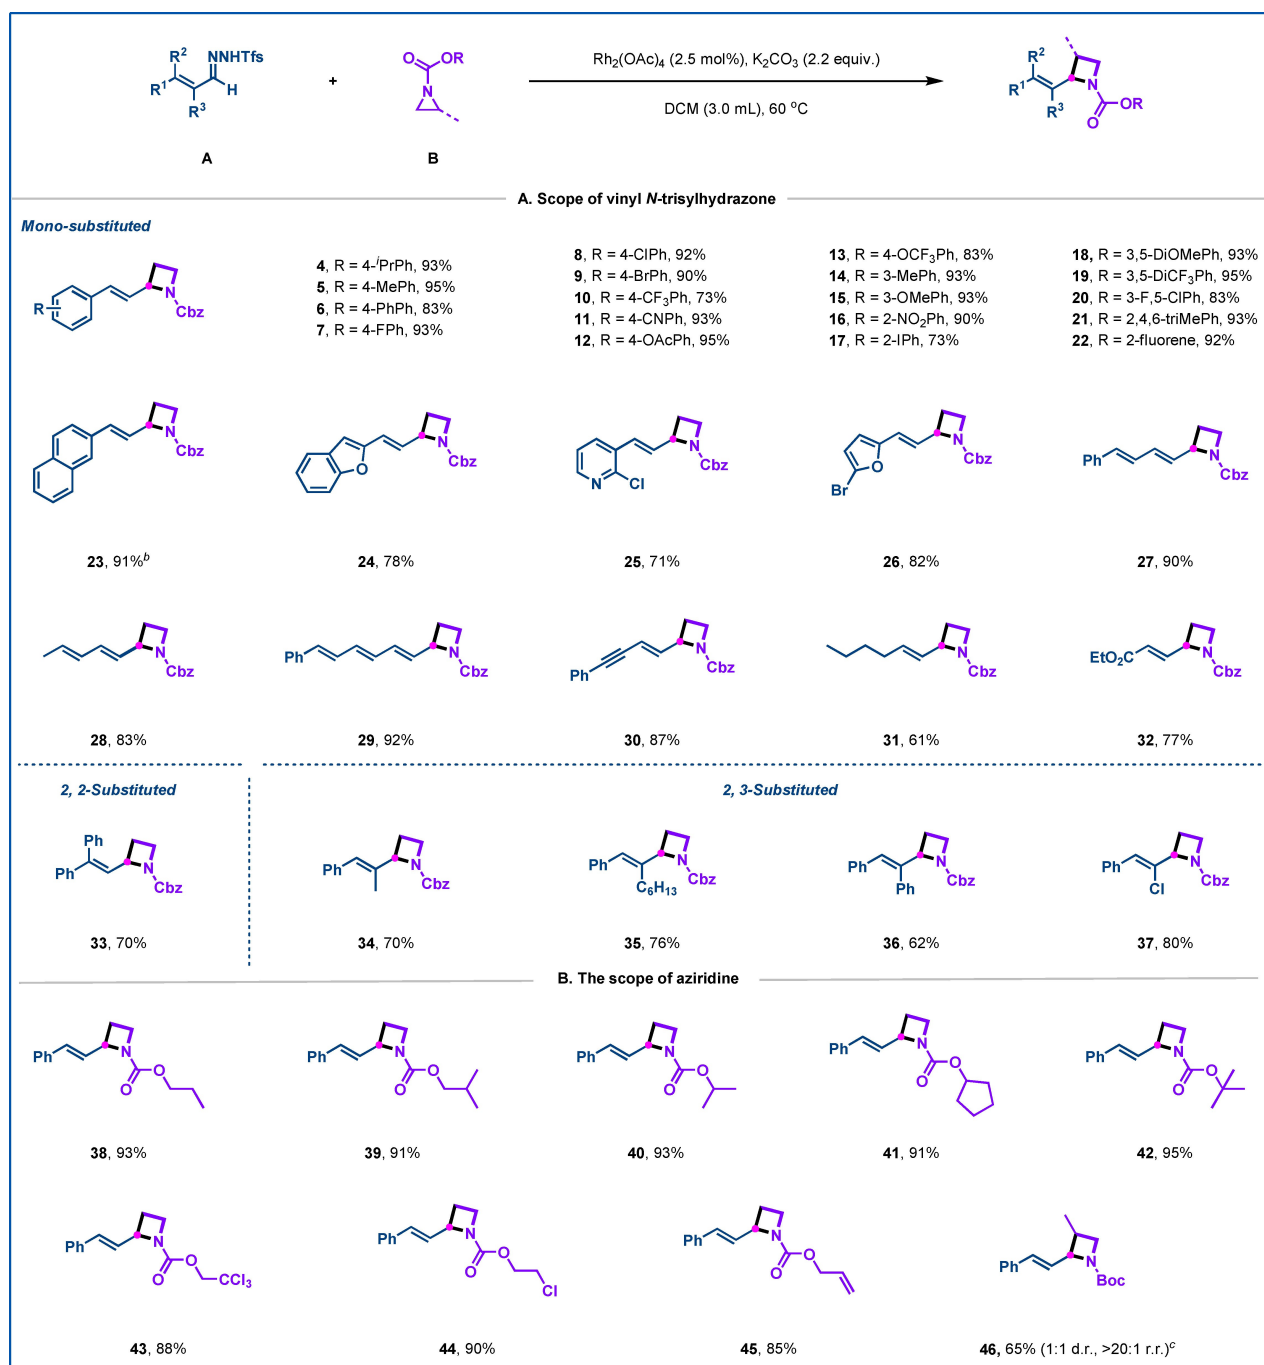 R² NNHTfs
R¹ H
R³
A
+
O OR
N
B
Rh₂(OAc)₄ (2.5 mol%), K₂CO₃ (2.2 equiv.)
DCM (3.0 mL), 60 °C
R²
R¹ N
R³ OR
O
A. Scope of vinyl N-trisylhydrazone
Mono-substituted
R N
Cbz
4, R = 4-ⁱPrPh, 93%
5, R = 4-MePh, 95%
6, R = 4-PhPh, 83%
7, R = 4-FPh, 93%
8, R = 4-ClPh, 92%
9, R = 4-BrPh, 90%
10, R = 4-CF₃Ph, 73%
11, R = 4-CNPh, 93%
12, R = 4-OAcPh, 95%
13, R = 4-OCF₃Ph, 83%
14, R = 3-MePh, 93%
15, R = 3-OMePh, 93%
16, R = 2-NO₂Ph, 90%
17, R = 2-IPh, 73%
18, R = 3,5-DiOMePh, 93%
19, R = 3,5-DiCF₃Ph, 95%
20, R = 3-F,5-ClPh, 83%
21, R = 2,4,6-triMePh, 93%
22, R = 2-fluorene, 92%
N
Cbz
O N
Cbz
N Cl N
Cbz
Br O N
Cbz
Ph N
Cbz
23, 91%ᵇ
24, 78%
25, 71%
26, 82%
27, 90%
N
Cbz
Ph N
Cbz
Ph N
Cbz
N
Cbz
EtO₂C N
Cbz
28, 83%
29, 92%
30, 87%
31, 61%
32, 77%
2, 2-Substituted
2, 3-Substituted
Ph
Ph N
Cbz
Ph N
Cbz
Ph N
C₆H₁₃ Cbz
Ph N
Ph Cbz
Ph N
Cl Cbz
33, 70%
34, 70%
35, 76%
36, 62%
37, 80%
B. The scope of aziridine
Ph N
O O
Ph N
O O
Ph N
O O
Ph N
O O
Ph N
O O
38, 93%
39, 91%
40, 93%
41, 91%
42, 95%
Ph N
O O
CCl₃
Ph N
O O
Cl
Ph N
O O
Ph N
Boc
43, 88%
44, 90%
45, 85%
46, 65% (1:1 d.r., >20:1 r.r.)ᶜ